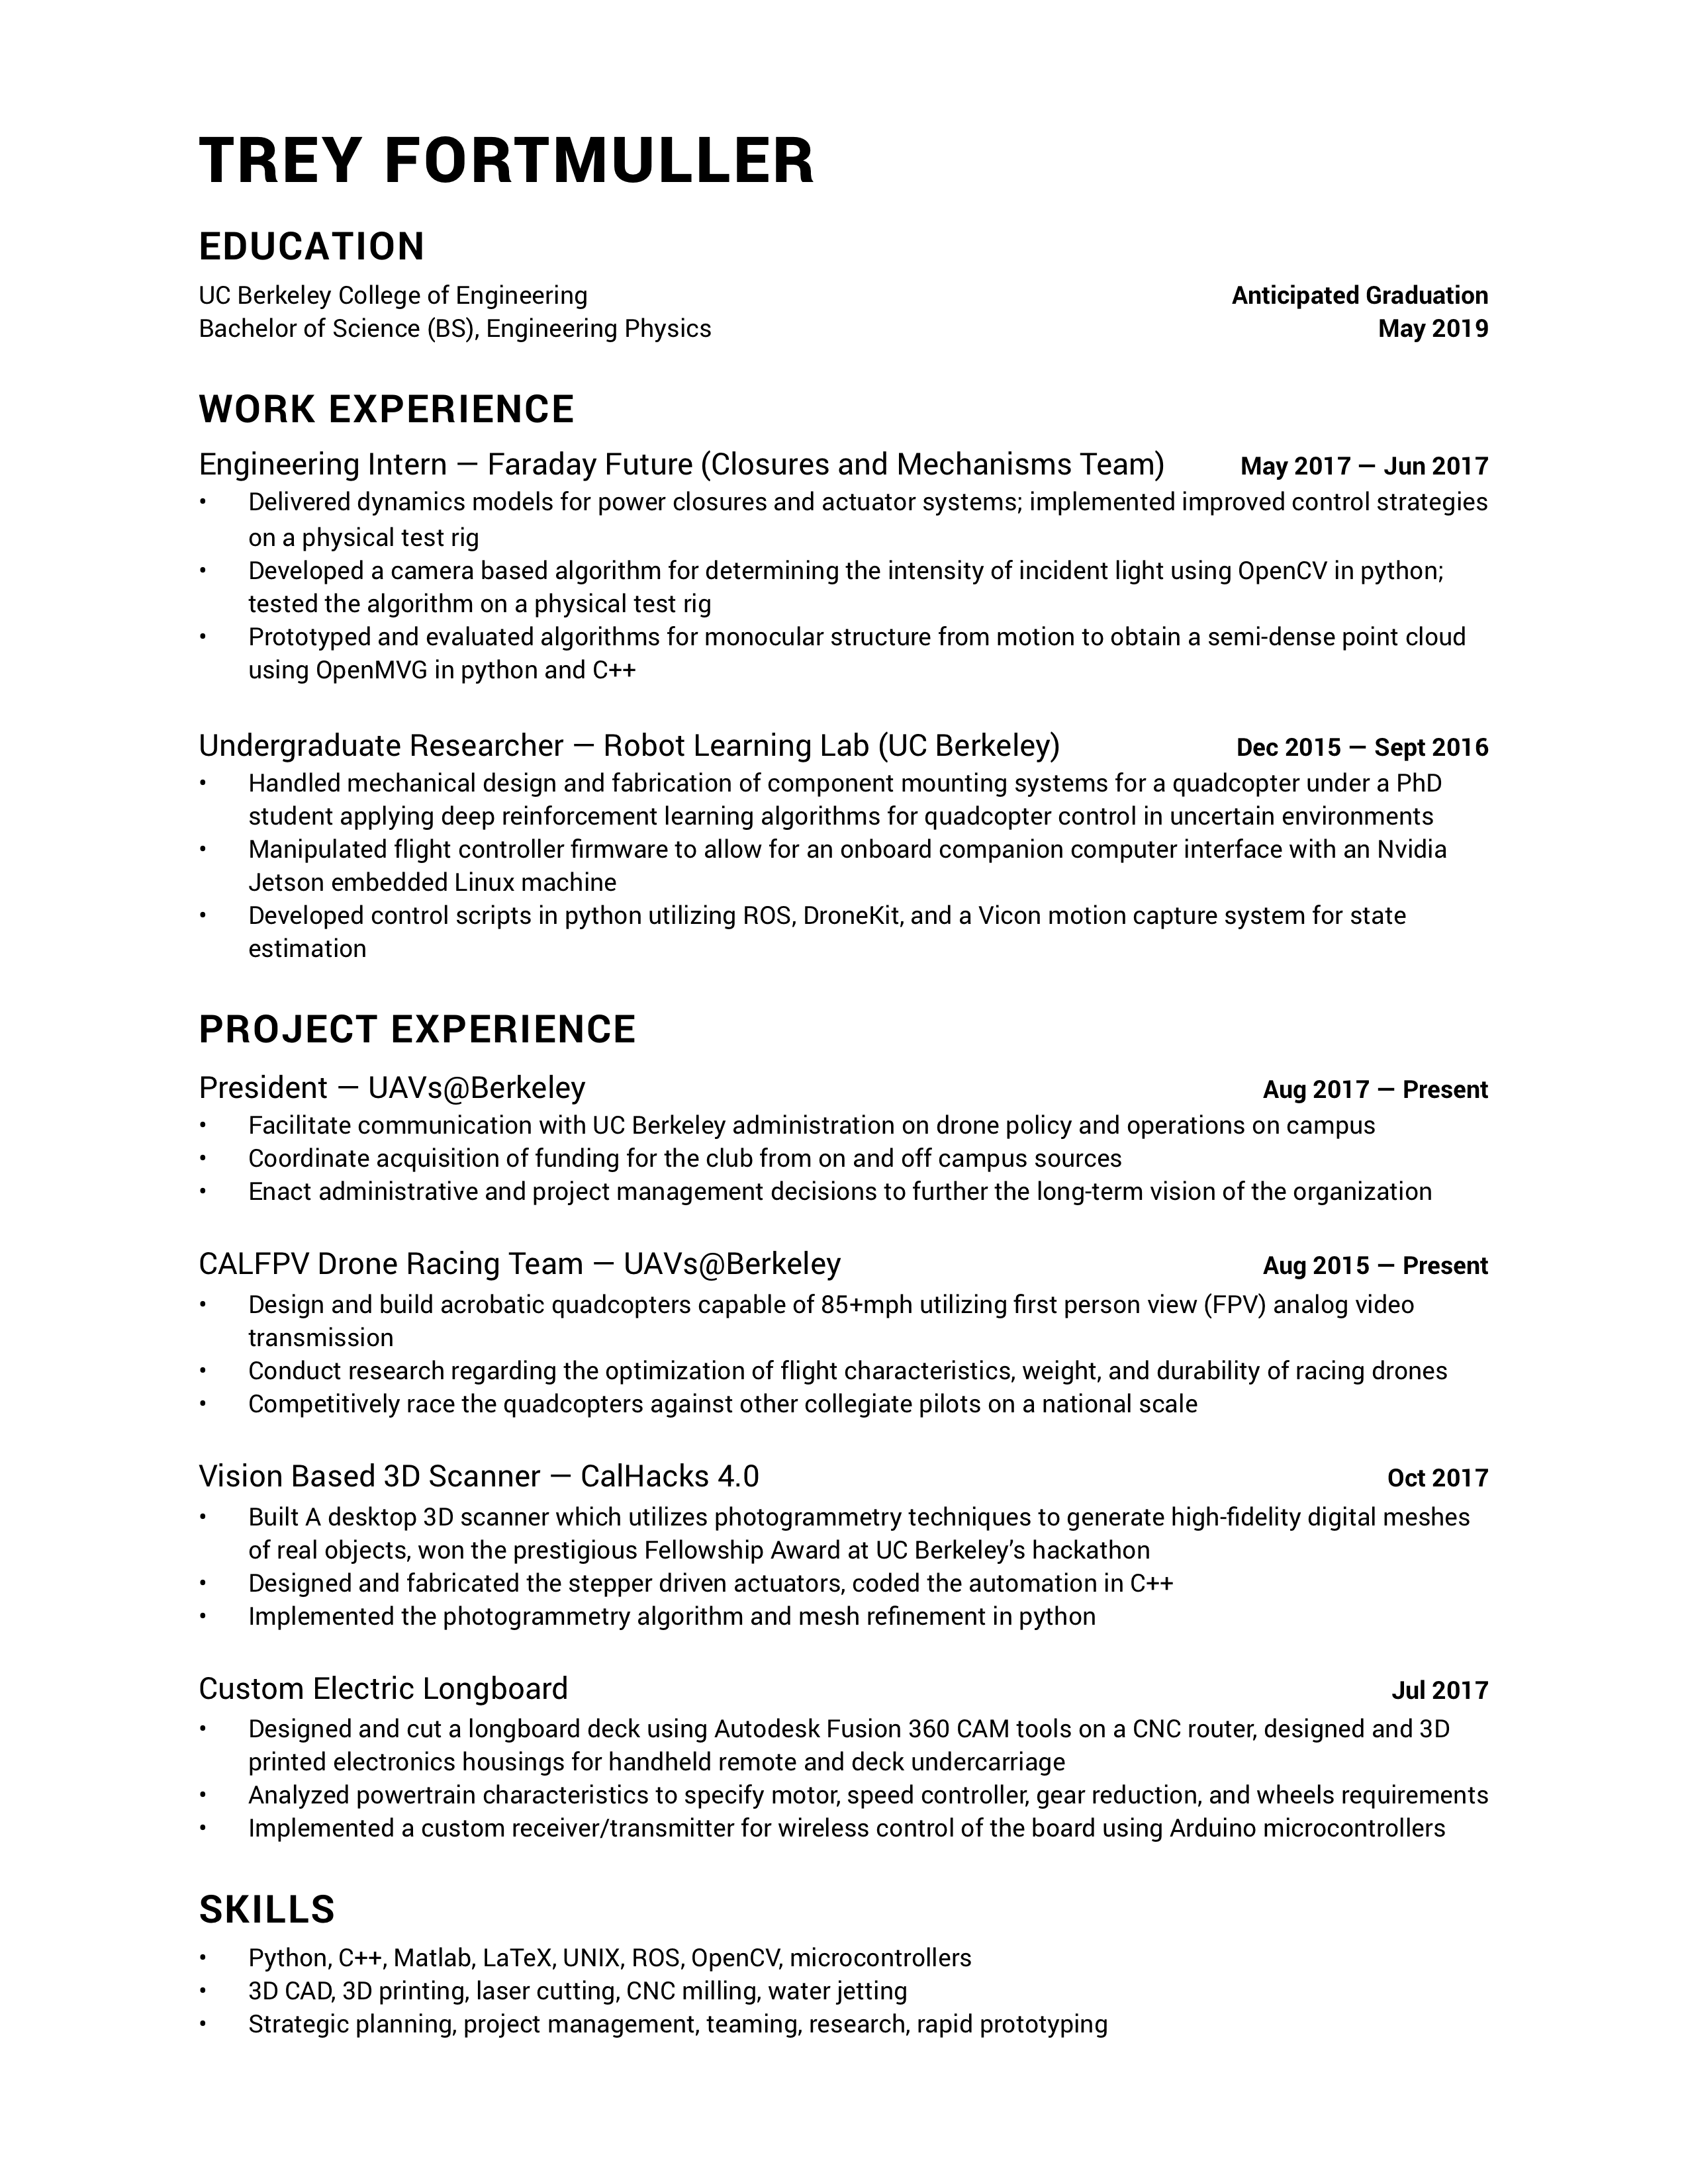 TREY FORTMULLER
EDUCATION
UC Berkeley College of Engineering Anticipated Graduation
Bachelor of Science (BS), Engineering Physics May 2019
WORK EXPERIENCE
Engineering Intern — Faraday Future (Closures and Mechanisms Team) May 2017 — Jun 2017
• Delivered dynamics models for power closures and actuator systems; implemented improved control strategies
on a physical test rig
• Developed a camera based algorithm for determining the intensity of incident light using OpenCV in python;
tested the algorithm on a physical test rig
• Prototyped and evaluated algorithms for monocular structure from motion to obtain a semi-dense point cloud
using OpenMVG in python and C++
Undergraduate Researcher — Robot Learning Lab (UC Berkeley) Dec 2015 — Sept 2016
• Handled mechanical design and fabrication of component mounting systems for a quadcopter under a PhD
student applying deep reinforcement learning algorithms for quadcopter control in uncertain environments
• Manipulated flight controller firmware to allow for an onboard companion computer interface with an Nvidia
Jetson embedded Linux machine
• Developed control scripts in python utilizing ROS, DroneKit, and a Vicon motion capture system for state
estimation
PROJECT EXPERIENCE
President — UAVs@Berkeley Aug 2017 — Present
• Facilitate communication with UC Berkeley administration on drone policy and operations on campus
• Coordinate acquisition of funding for the club from on and off campus sources
• Enact administrative and project management decisions to further the long-term vision of the organization
CALFPV Drone Racing Team — UAVs@Berkeley Aug 2015 — Present
• Design and build acrobatic quadcopters capable of 85+mph utilizing first person view (FPV) analog video
transmission
• Conduct research regarding the optimization of flight characteristics, weight, and durability of racing drones
• Competitively race the quadcopters against other collegiate pilots on a national scale
Vision Based 3D Scanner — CalHacks 4.0 Oct 2017
• Built A desktop 3D scanner which utilizes photogrammetry techniques to generate high-fidelity digital meshes
of real objects, won the prestigious Fellowship Award at UC Berkeley’s hackathon
• Designed and fabricated the stepper driven actuators, coded the automation in C++
• Implemented the photogrammetry algorithm and mesh refinement in python
Custom Electric Longboard Jul 2017
• Designed and cut a longboard deck using Autodesk Fusion 360 CAM tools on a CNC router, designed and 3D
printed electronics housings for handheld remote and deck undercarriage
• Analyzed powertrain characteristics to specify motor, speed controller, gear reduction, and wheels requirements
• Implemented a custom receiver/transmitter for wireless control of the board using Arduino microcontrollers
SKILLS
• Python, C++, Matlab, LaTeX, UNIX, ROS, OpenCV, microcontrollers
• 3D CAD, 3D printing, laser cutting, CNC milling, water jetting
• Strategic planning, project management, teaming, research, rapid prototyping